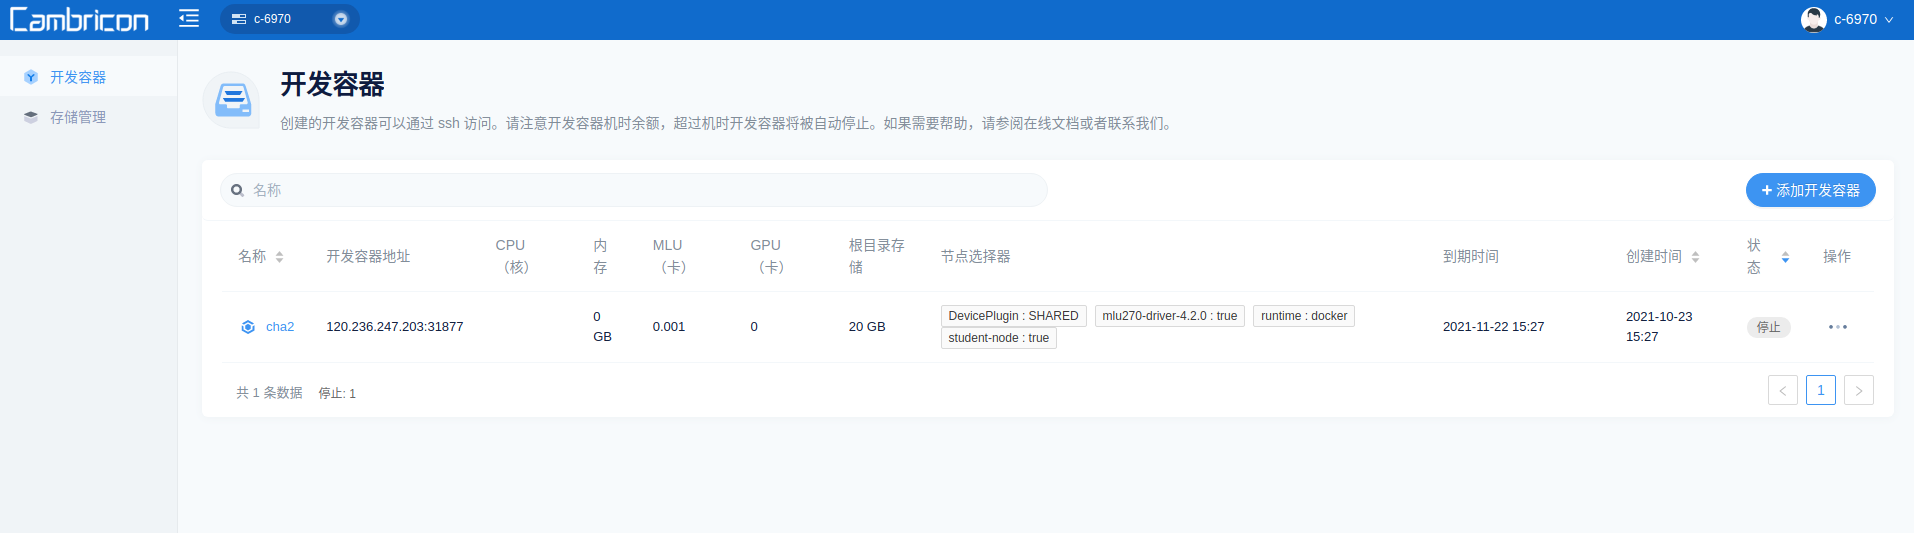 Cambricon
c-6970
c-6970
开发容器
存储管理
开发容器
创建的开发容器可以通过 ssh 访问。请注意开发容器机时余额，超过机时开发容器将被自动停止。如果需要帮助，请参阅在线文档或者联系我们。
名称
+ 添加开发容器
名称 开发容器地址 CPU（核） 内存 MLU（卡） GPU（卡） 根目录存储 节点选择器 到期时间 创建时间 状态 操作
cha2 120.236.247.203:31877 0 GB 0.001 0 20 GB DevicePlugin : SHARED mlu270-driver-4.2.0 : true runtime : docker student-node : true 2021-11-22 15:27 2021-10-23 15:27 停止
共 1 条数据 停止: 1
1